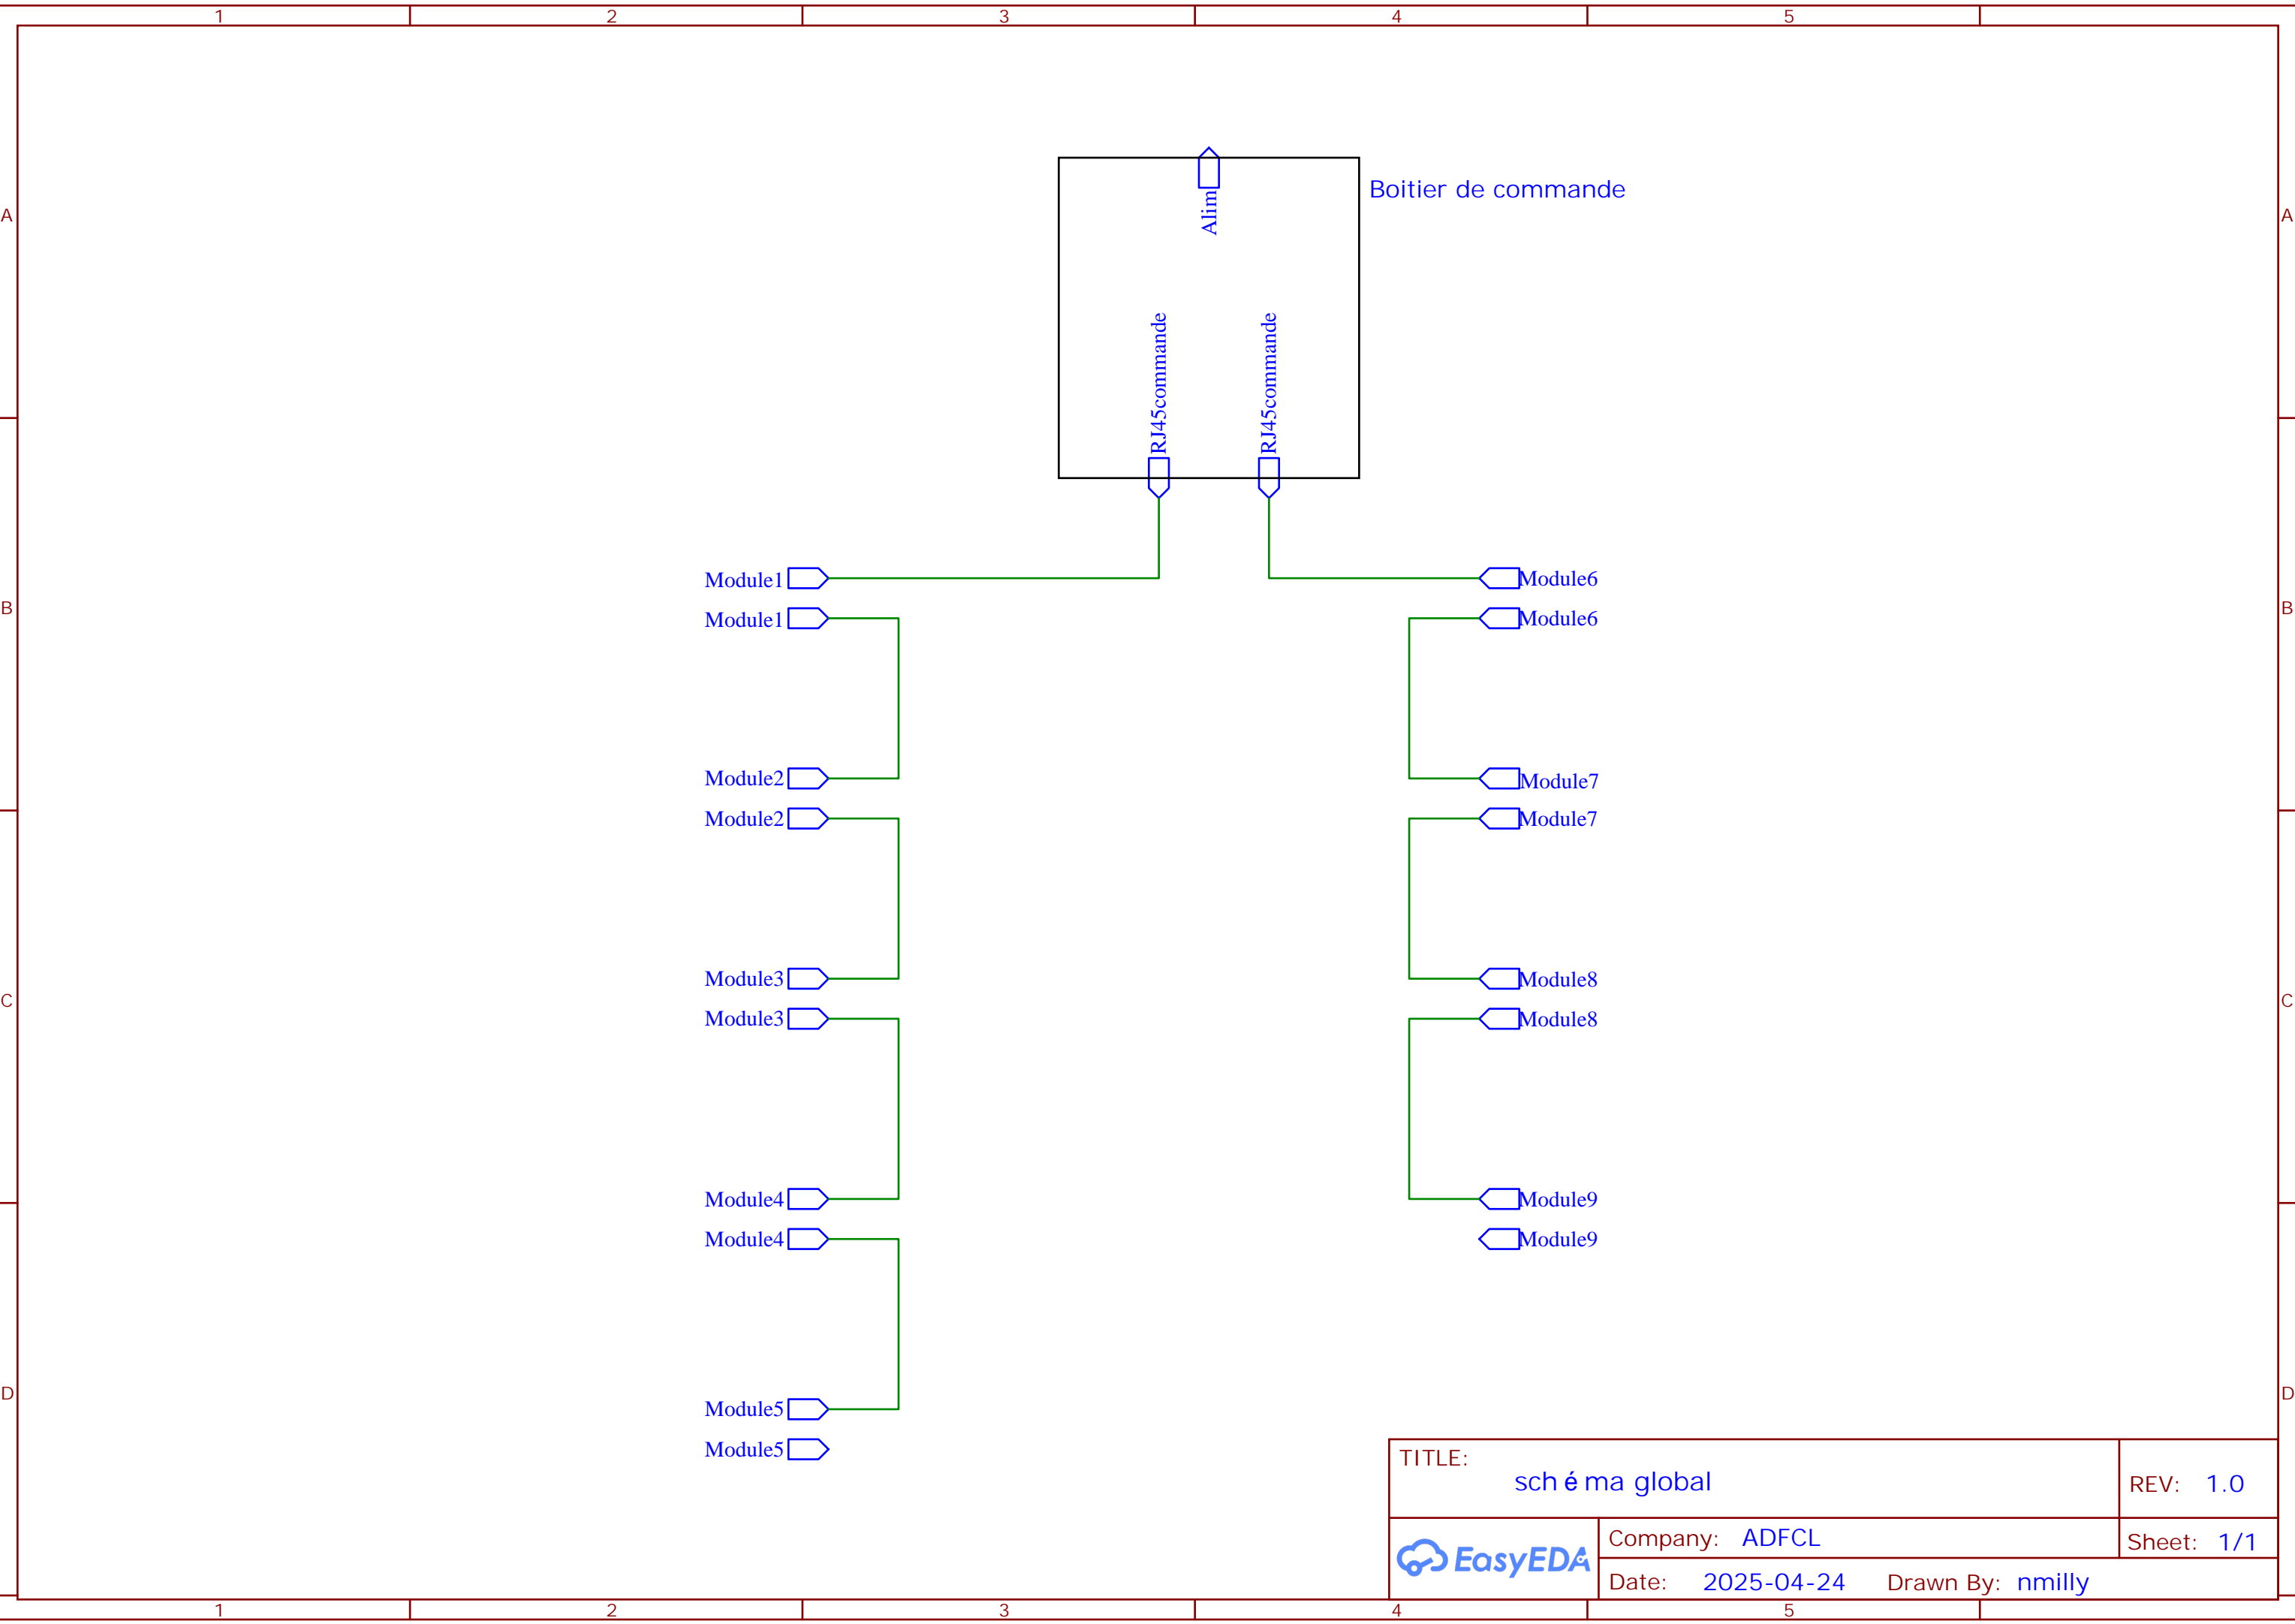 1 2 3 4 5
A A
Alim
Boitier de commande
RJ45commande RJ45commande
Module1 Module6
B B
Module1 Module6
Module2 Module7
Module2 Module7
Module3 Module8
C C
Module3 Module8
Module4 Module9
Module4 Module9
D D
Module5
Module5
TITLE:
schéma global
REV: 1.0
EasyEDA
Company: ADFCL
Sheet: 1/1
Date: 2025-04-24 Drawn By: nmilly
1 2 3 4 5